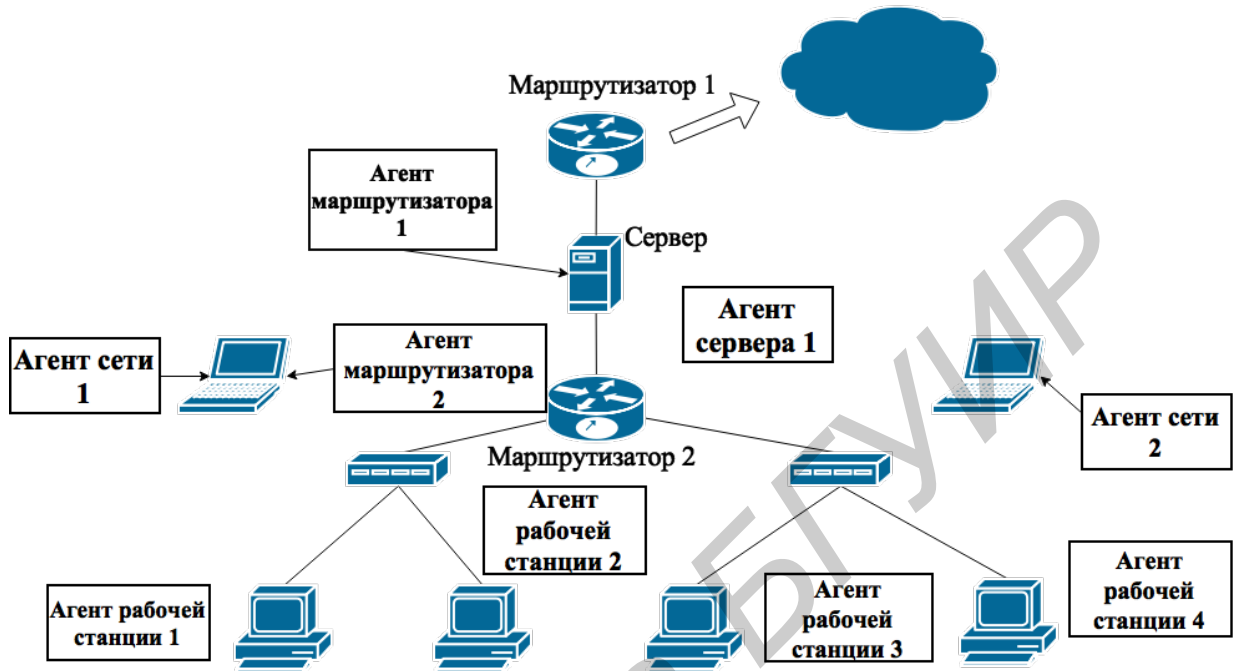 Маршрутизатор 1
Агент
маршрутизатора
1
Сервер
Агент
сервера 1
Агент сети
1
Агент
маршрутизатора
2
Агент сети
2
Маршрутизатор 2
Агент
рабочей
станции 2
Агент рабочей
станции 1
Агент
рабочей
станции 3
Агент
рабочей
станции 4
БГУИР